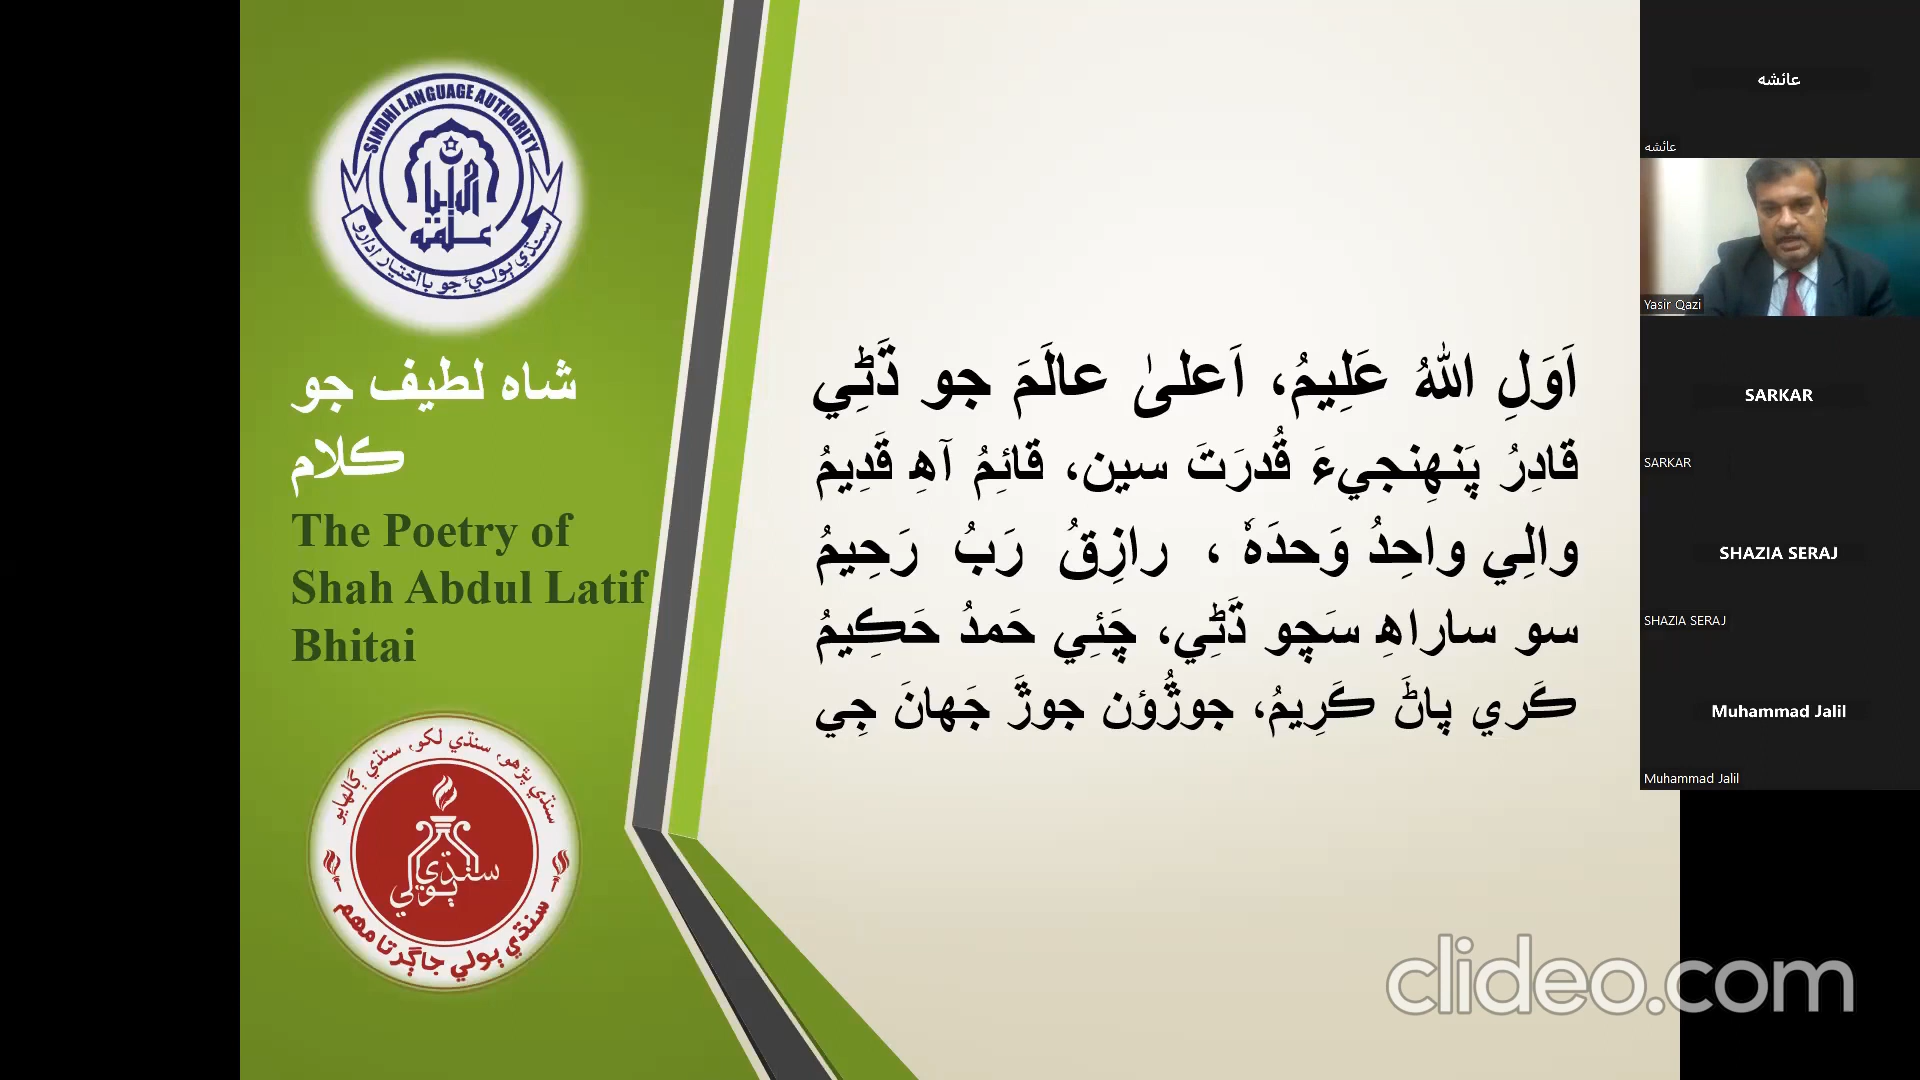 SINDHI LANGUAGE AUTHORITY
علمته البيان
سنڌي ٻوليءَ جو بااختيار ادارو
شاه لطيف جو
ڪلام
The Poetry of
Shah Abdul Latif
Bhitai
سنڌي پڙهو، سنڌي لکو، سنڌي ڳالهايو
سنڌي ٻولي
سنڌي ٻولي جاڳرتا مهم
اَوَلِ اللهُ عَلِيمُ، اَعلىٰ عالَمَ جو ڌَڻِي
قادِرُ پَنهِنجيءَ قُدرَتَ سين، قائِمُ آهِ قَدِيمُ
والِي واحِدُ وَحدَہٗ ، رازِقُ رَبُ رَحِيمُ
سو ساراهِ سَچو ڌَڻِي، چَئِي حَمدُ حَڪِيمُ
ڪَري پاڻَ ڪَرِيمُ، جوڙُؤن جوڙَ جَهانَ جِي
عائشه
عائشه
Yasir Qazi
SARKAR
SARKAR
SHAZIA SERAJ
SHAZIA SERAJ
Muhammad Jalil
Muhammad Jalil
clideo.com